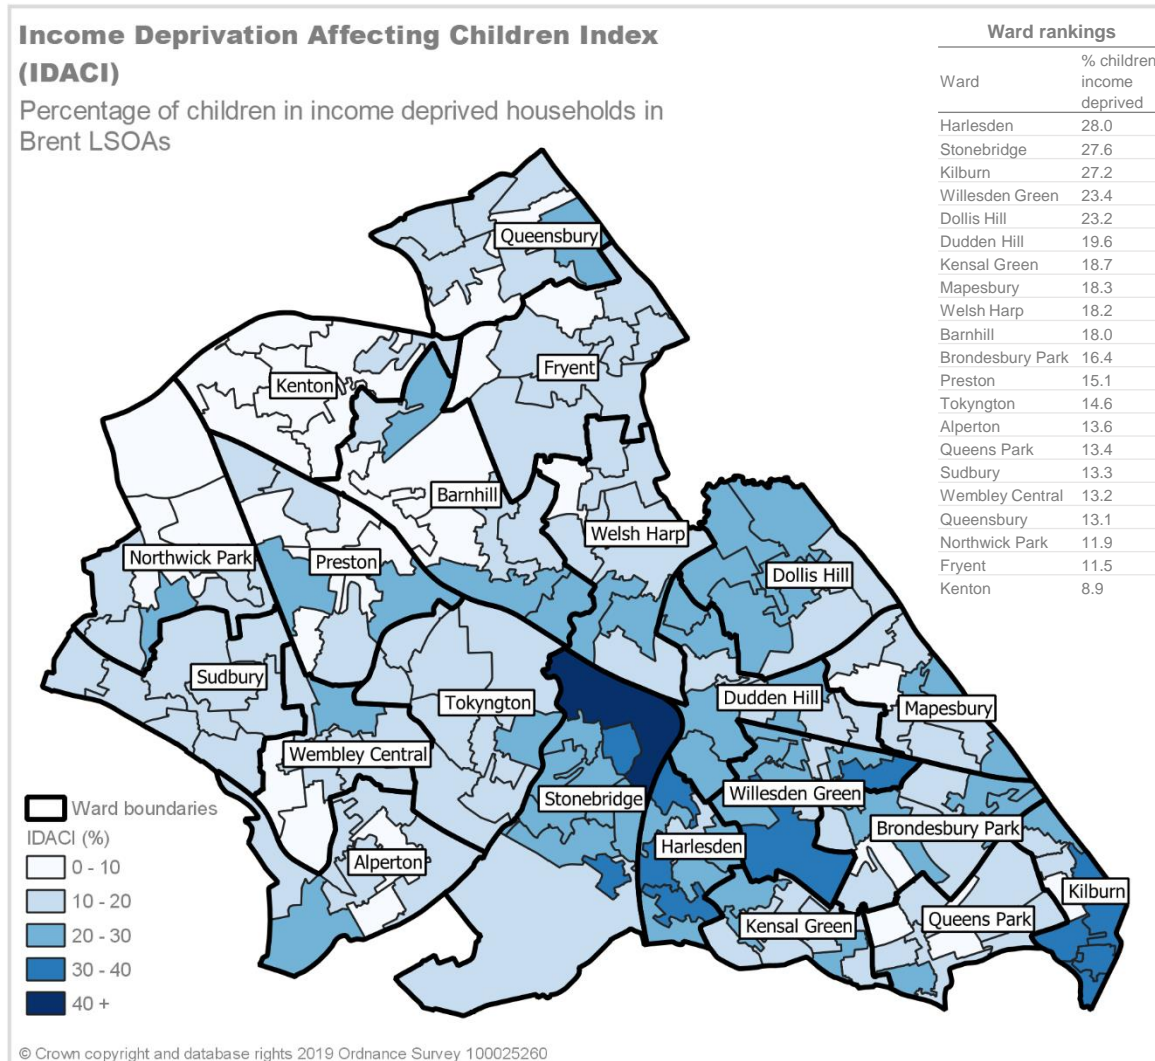 Income Deprivation Affecting Children Index
(IDACI)
Percentage of children in income deprived households in
Brent LSOAs
Ward rankings
Ward
% children
income
deprived
Harlesden 28.0
Stonebridge 27.6
Kilburn 27.2
Willesden Green 23.4
Dollis Hill 23.2
Dudden Hill 19.6
Kensal Green 18.7
Mapesbury 18.3
Welsh Harp 18.2
Barnhill 18.0
Brondesbury Park 16.4
Preston 15.1
Tokyngton 14.6
Alperton 13.6
Queens Park 13.4
Sudbury 13.3
Wembley Central 13.2
Queensbury 13.1
Northwick Park 11.9
Fryent 11.5
Kenton 8.9
Queensbury
Fryent
Kenton
Barnhill
Welsh Harp
Northwick Park
Preston
Dollis Hill
Sudbury
Tokyngton
Dudden Hill
Mapesbury
Wembley Central
Stonebridge
Willesden Green
Brondesbury Park
Harlesden
Alperton
Kilburn
Queens Park
Kensal Green
Ward boundaries
IDACI (%)
0 - 10
10 - 20
20 - 30
30 - 40
40 +
© Crown copyright and database rights 2019 Ordnance Survey 100025260